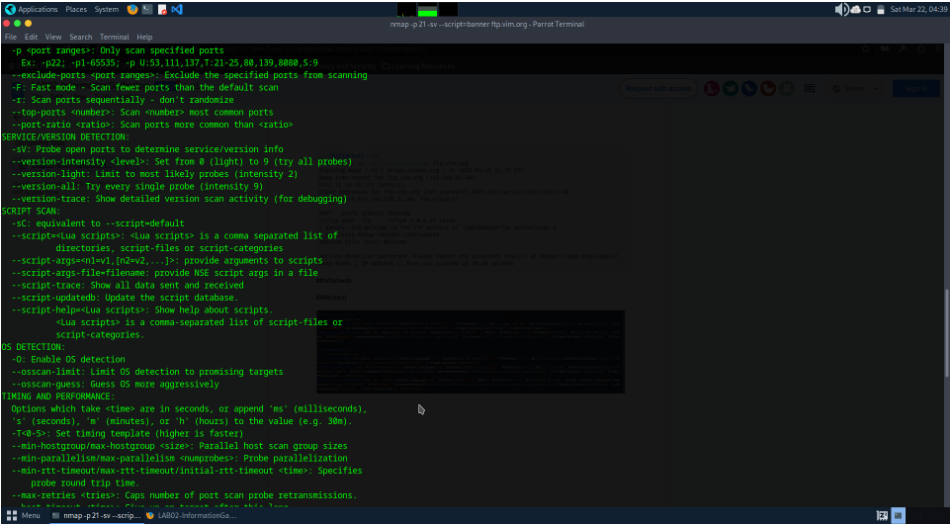 Applications Places System
Sat Mar 22, 04:39
nmap -p 21 -sv --script=banner ftp.vim.org - Parrot Terminal
File Edit View Search Terminal Help
-p <port ranges>: Only scan specified ports
Ex: -p22; -p1-65535; -p U:53,111,137,T:21-25,80,139,8080,S:9
--exclude-ports <port ranges>: Exclude the specified ports from scanning
-F: Fast mode - Scan fewer ports than the default scan
-r: Scan ports sequentially - don't randomize
--top-ports <number>: Scan <number> most common ports
--port-ratio <ratio>: Scan ports more common than <ratio>
SERVICE/VERSION DETECTION:
-sV: Probe open ports to determine service/version info
--version-intensity <level>: Set from 0 (light) to 9 (try all probes)
--version-light: Limit to most likely probes (intensity 2)
--version-all: Try every single probe (intensity 9)
--version-trace: Show detailed version scan activity (for debugging)
SCRIPT SCAN:
-sC: equivalent to --script=default
--script=<Lua scripts>: <Lua scripts> is a comma separated list of
directories, script-files or script-categories
--script-args=<n1=v1,[n2=v2,...]>: provide arguments to scripts
--script-args-file=filename: provide NSE script args in a file
--script-trace: Show all data sent and received
--script-updatedb: Update the script database.
--script-help=<Lua scripts>: Show help about scripts.
<Lua scripts> is a comma-separated list of script-files or
script-categories.
OS DETECTION:
-O: Enable OS detection
--osscan-limit: Limit OS detection to promising targets
--osscan-guess: Guess OS more aggressively
TIMING AND PERFORMANCE:
Options which take <time> are in seconds, or append 'ms' (milliseconds),
's' (seconds), 'm' (minutes), or 'h' (hours) to the value (e.g. 30m).
-T<0-5>: Set timing template (higher is faster)
--min-hostgroup/max-hostgroup <size>: Parallel host scan group sizes
--min-parallelism/max-parallelism <numprobes>: Probe parallelization
--min-rtt-timeout/max-rtt-timeout/initial-rtt-timeout <time>: Specifies
probe round trip time.
--max-retries <tries>: Caps number of port scan probe retransmissions.
Request edit access
Share
Sign in
Menu
nmap -p 21 -sv --scrip...
LAB02-InformationGa...